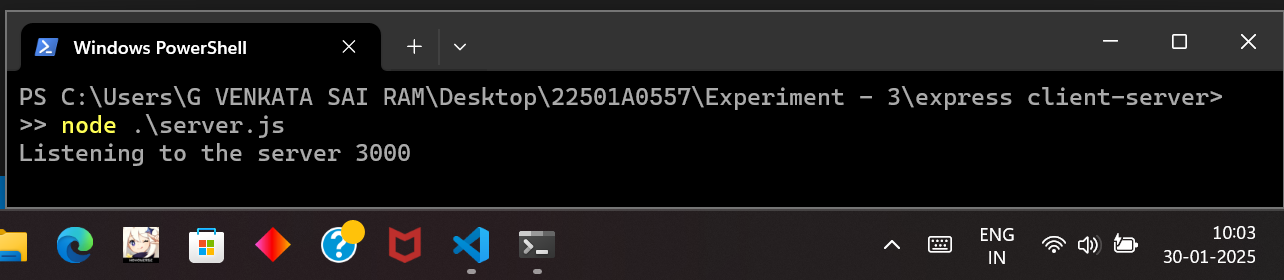 Windows PowerShell
PS C:\Users\G VENKATA SAI RAM\Desktop\22501A0557\Experiment - 3\express client-server>
>> node .\server.js
Listening to the server 3000
ENG
IN
10:03
30-01-2025